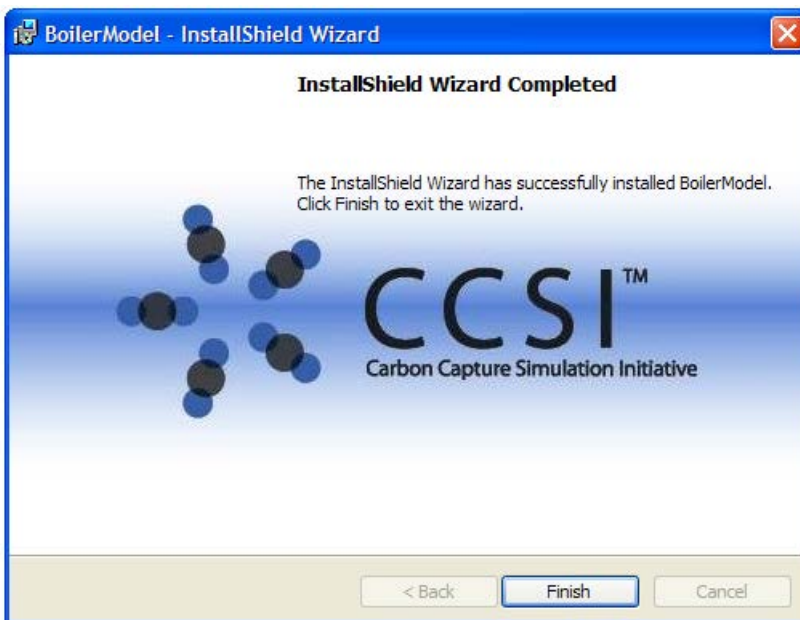 BoilerModel - InstallShield Wizard
InstallShield Wizard Completed
The InstallShield Wizard has successfully installed BoilerModel.
Click Finish to exit the wizard.
CCSI™
Carbon Capture Simulation Initiative
< Back Finish Cancel